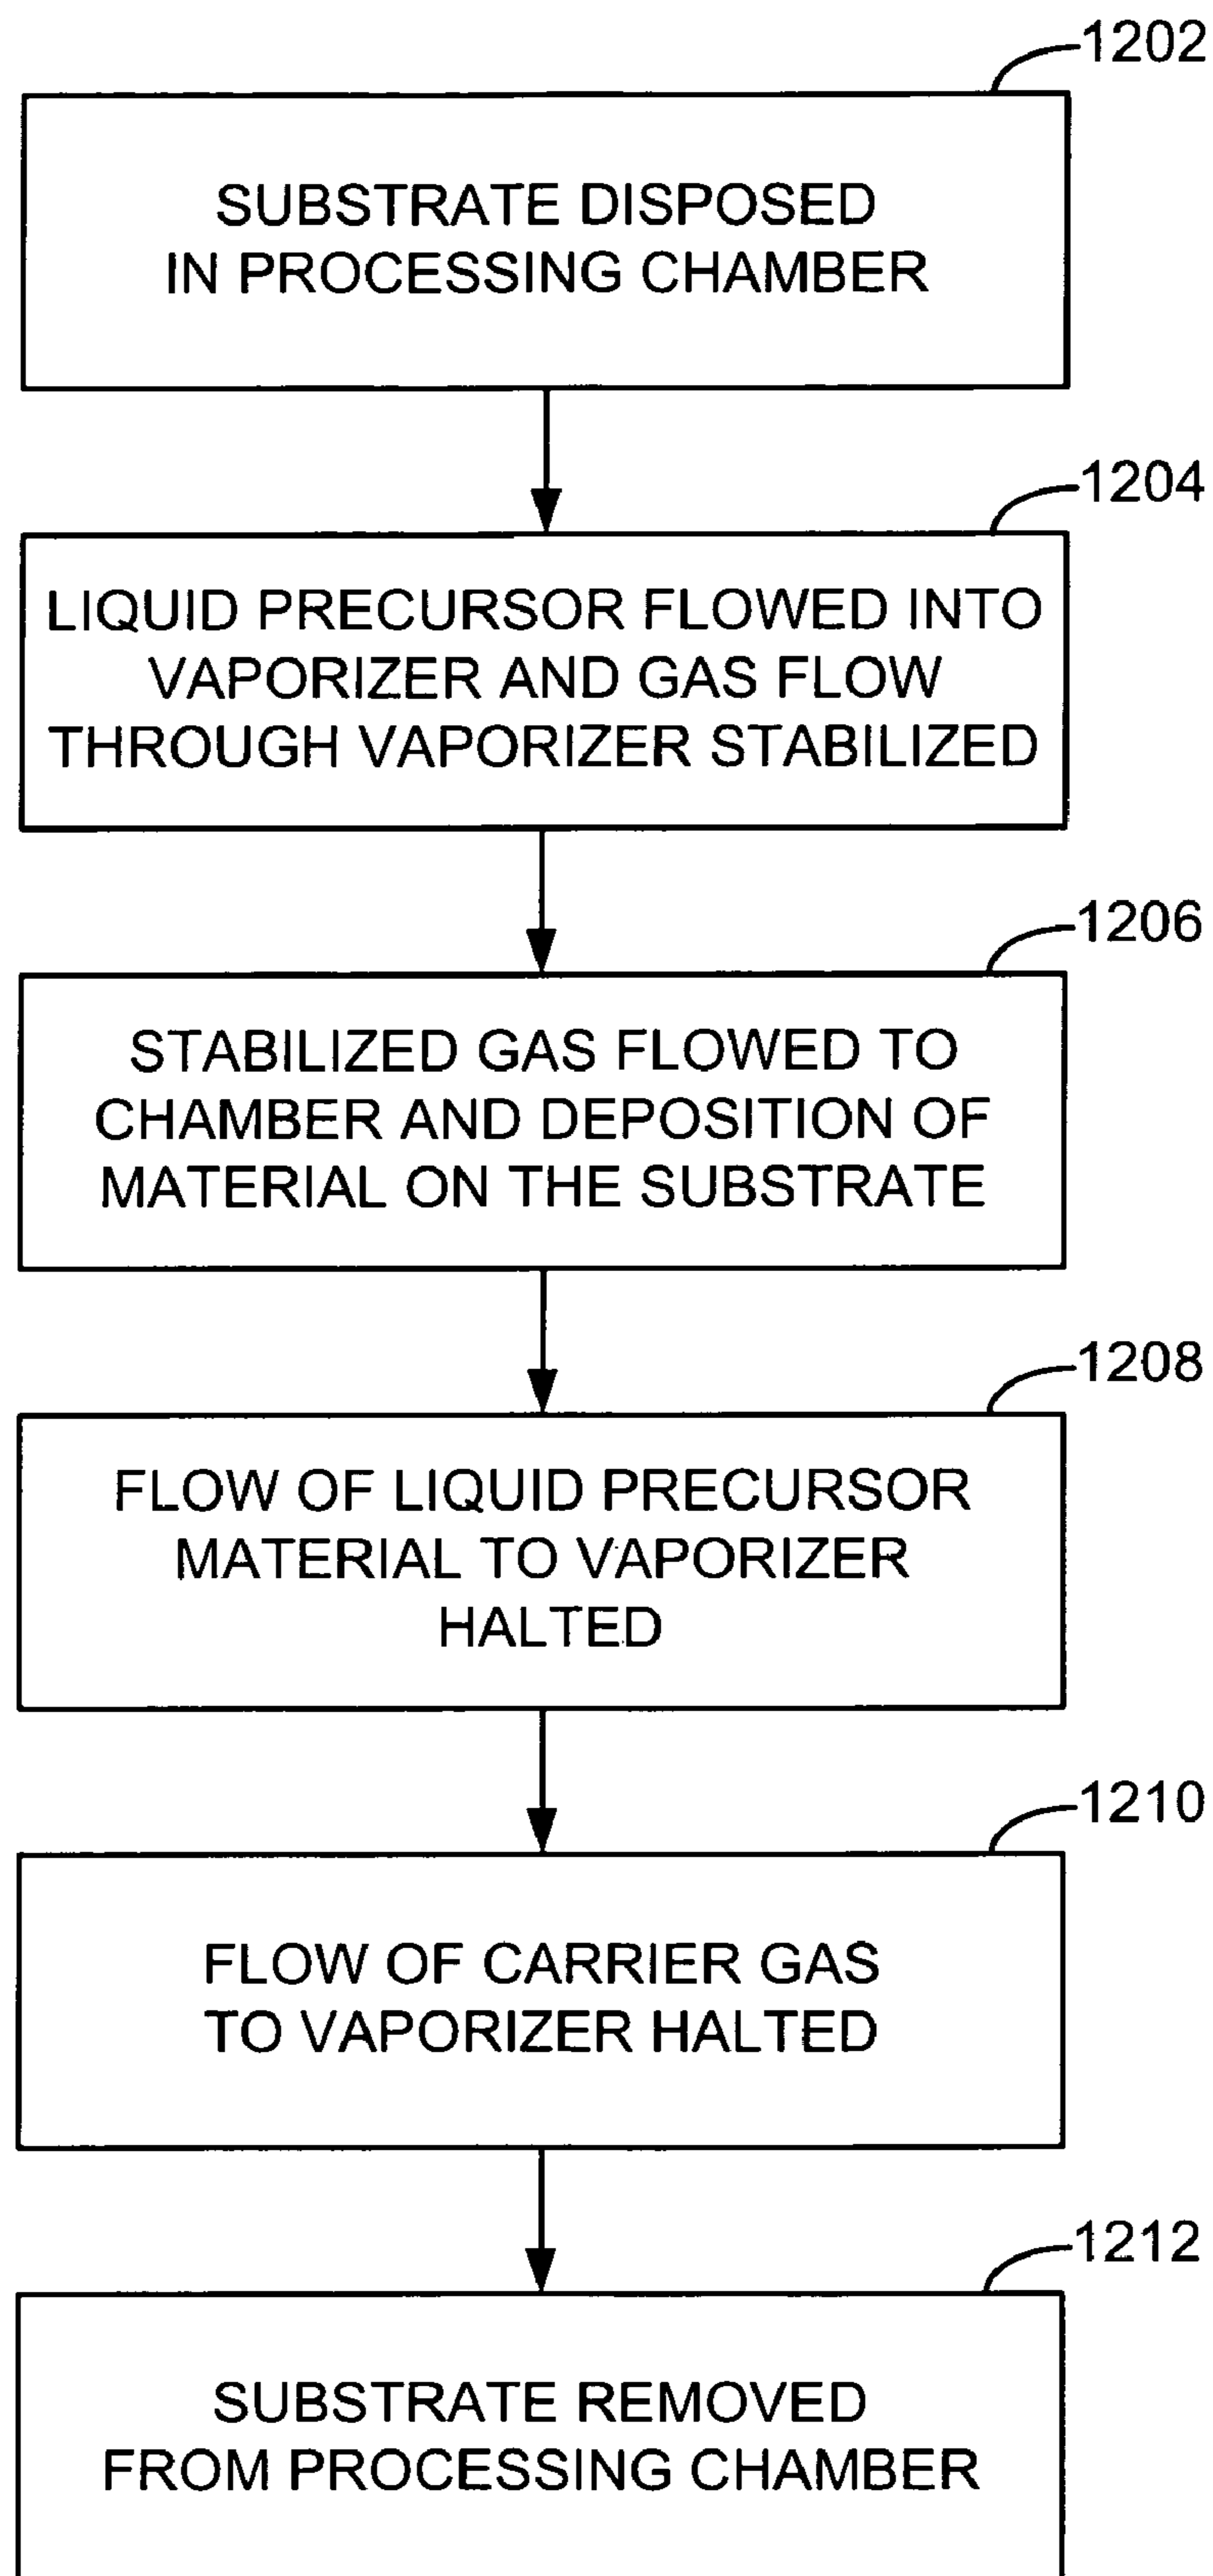 1202
SUBSTRATE DISPOSED
IN PROCESSING CHAMBER
1204
LIQUID PRECURSOR FLOWED INTO
VAPORIZER AND GAS FLOW
THROUGH VAPORIZER STABILIZED
1206
STABILIZED GAS FLOWED TO
CHAMBER AND DEPOSITION OF
MATERIAL ON THE SUBSTRATE
1208
FLOW OF LIQUID PRECURSOR
MATERIAL TO VAPORIZER
HALTED
1210
FLOW OF CARRIER GAS
TO VAPORIZER HALTED
1212
SUBSTRATE REMOVED
FROM PROCESSING CHAMBER